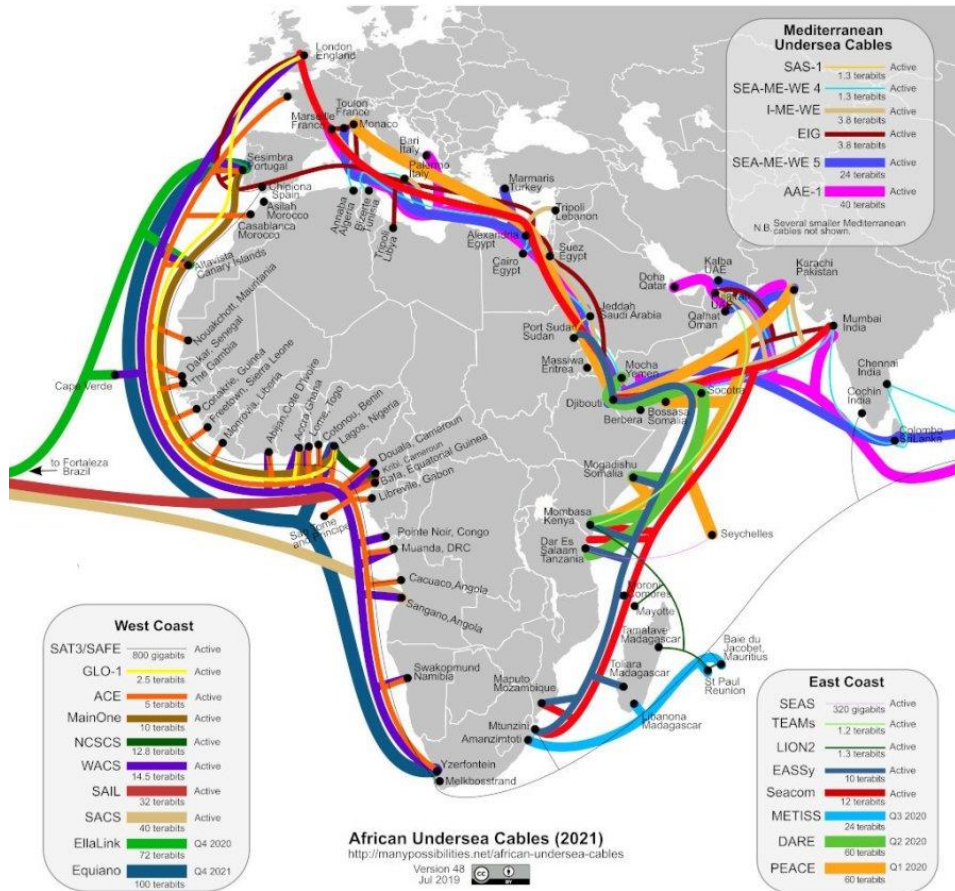 London
England
Toulon
France
Marseille
France
Monaco
Bari
Italy
Sesimbra
Portugal
Palermo
Italy
Chipiona
Spain
Asilah
Morocco
Casablanca
Morocco
Annaba
Algeria
Bizerte
Tunisia
Tripoli
Libya
Marmaris
Turkey
Tripoli
Lebanon
Alexandria
Egypt
Cairo
Egypt
Suez
Egypt
Altavista
Canary Islands
Doha
Qatar
Kalba
UAE
Qalhat
Oman
Karachi
Pakistan
Mumbai
India
Chennai
India
Cochin
India
Colombo
Sri Lanka
Jeddah
Saudi Arabia
Port Sudan
Sudan
Massiwa
Eritrea
Mocha
Yemen
Djibouti
Berbera
Bossasa
Somalia
Socotra
Nouakchott, Mauritania
Dakar, Senegal
The Gambia
Cape Verde
Conakrie, Guinea
Freetown, Sierra Leone
Monrovia, Liberia
Abijan,Cote D'Ivoire
Accra,Ghana
Lome,Togo
Cotonou, Benin
Lagos, Nigeria
Douala, Cameroun
Kribi, Cameroun
Bata, Equatorial Guinea
Libreville, Gabon
to Fortaleza
Brazil
Sao Tome
and Principe
Pointe Noir, Congo
Muanda, DRC
Cacuaco,Angola
Sangano,Angola
Swakopmund
Namibia
Yzerfontein
Melkbosstrand
Mogadishu
Somalia
Mombasa
Kenya
Dar Es
Salaam
Tanzania
Seychelles
Moroni
Comores
Mayotte
Tamatave
Madagascar
Baie du
Jacobet,
Mauritius
St Paul
Reunion
Toliara
Madagascar
Libanona
Madagascar
Maputo
Mozambique
Mtunzini
Amanzimtoti
Mediterranean
Undersea Cables
SAS-1 Active
1.3 terabits
SEA-ME-WE 4 Active
1.3 terabits
I-ME-WE Active
3.8 terabits
EIG Active
3.8 terabits
SEA-ME-WE 5 Active
24 terabits
AAE-1 Active
40 terabits
N.B. Several smaller Mediterranean
cables not shown.
West Coast
SAT3/SAFE Active
800 gigabits
GLO-1 Active
2.5 terabits
ACE Active
5 terabits
MainOne Active
10 terabits
NCSCS Active
12.8 terabits
WACS Active
14.5 terabits
SAIL Active
32 terabits
SACS Active
40 terabits
EllaLink Q4 2020
72 terabits
Equiano Q4 2021
100 terabits
East Coast
SEAS Active
320 gigabits
TEAMs Active
1.2 terabits
LION2 Active
1.3 terabits
EASSy Active
10 terabits
Seacom Active
12 terabits
METISS Q3 2020
24 terabits
DARE Q2 2020
60 terabits
PEACE Q1 2020
60 terabits
African Undersea Cables (2021)
http://manypossibilities.net/african-undersea-cables
Version 48
Jul 2019
cc
BY